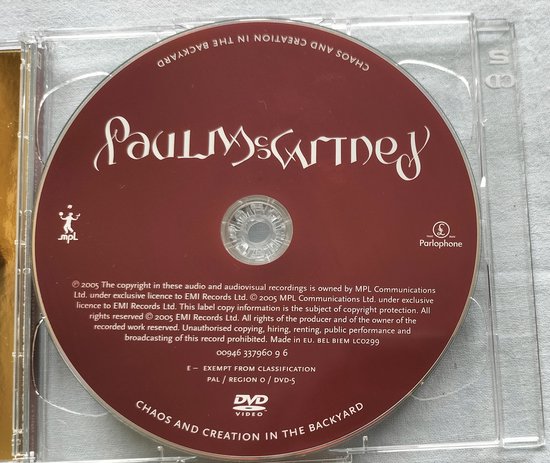 CHAOS AND CREATION IN THE BACKYARD
PaulMcCartney
mpl
Parlophone
℗ 2005 The copyright in these audio and audiovisual recordings is owned by MPL Communications
Ltd. under exclusive licence to EMI Records Ltd. © 2005 MPL Communications Ltd. under exclusive
licence to EMI Records Ltd. This label copy information is the subject of copyright protection. All
rights reserved © 2005 EMI Records Ltd. All rights of the producer and of the owner of the
recorded work reserved. Unauthorised copying, hiring, renting, public performance and
broadcasting of this record prohibited. Made in EU. BEL BIEM LC0299
00946 337960 9 6
E – EXEMPT FROM CLASSIFICATION
PAL / REGION 0 / DVD-5
DVD
VIDEO
CHAOS AND CREATION IN THE BACKYARD